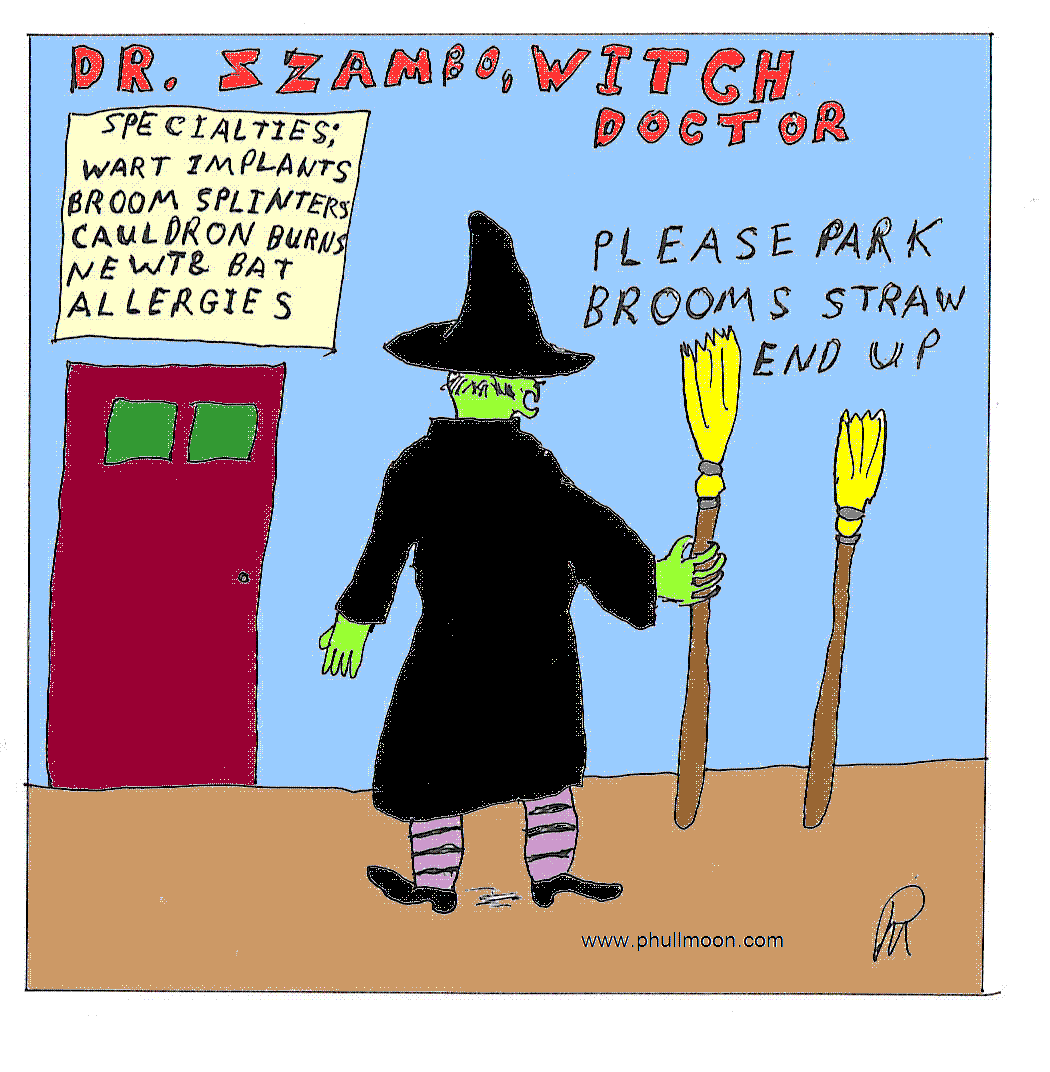 DR. SZAMBO, WITCH
DOCTOR
SPECIALTIES;
WART IMPLANTS
BROOM SPLINTERS
CAULDRON BURNS
NEWT & BAT
ALLERGIES
PLEASE PARK
BROOMS STRAW
END UP
www.phullmoon.com